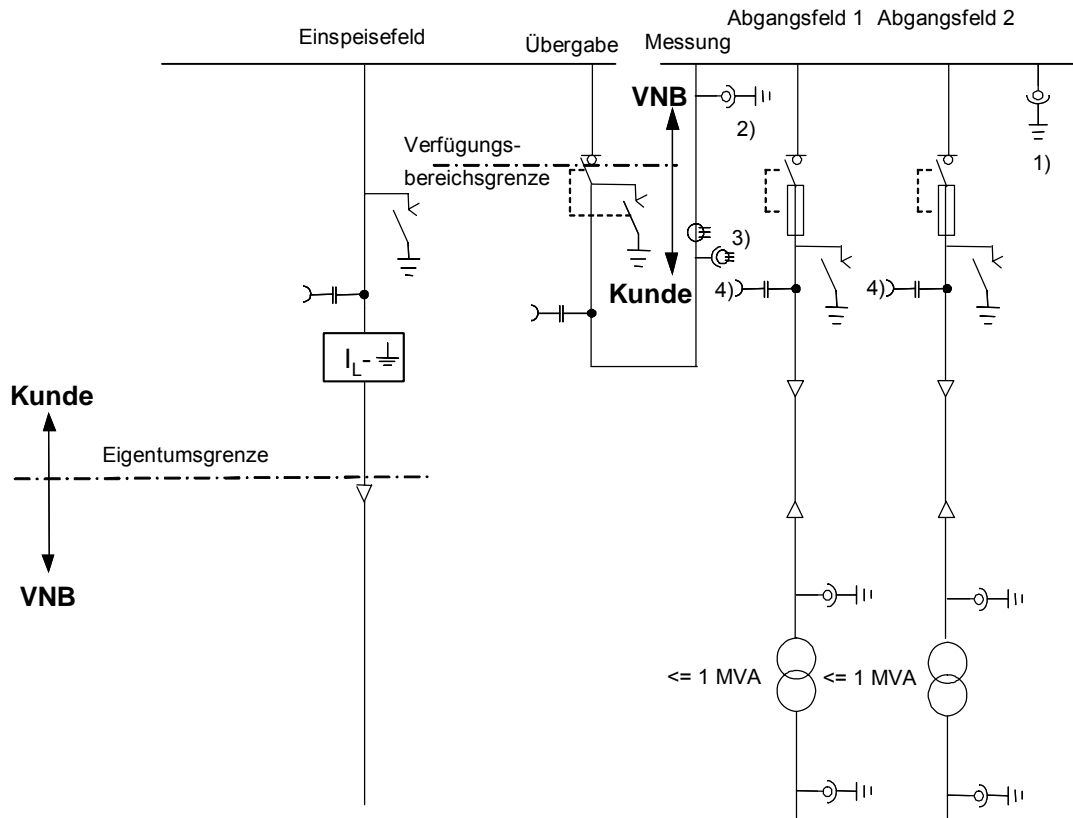 Einspeisefeld
Übergabe
Messung
Abgangsfeld 1
Abgangsfeld 2
VNB
2)
1)
Verfügungs-
bereichsgrenze
3)
Kunde
4)
4)
I_L-
Kunde
Eigentumsgrenze
VNB
<= 1 MVA
<= 1 MVA